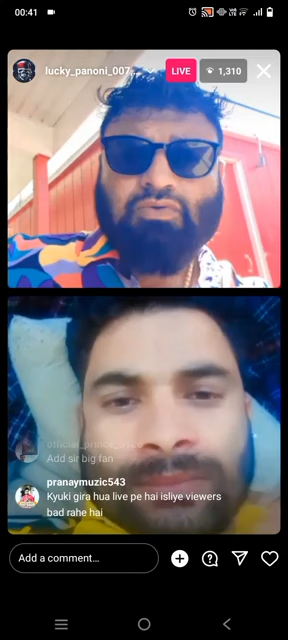 00:41
lucky_panoni_007...
LIVE
1,310
Add sir big fan
pranaymuzic543
Kyuki gira hua live pe hai isliye viewers
bad rahe hai
Add a comment...